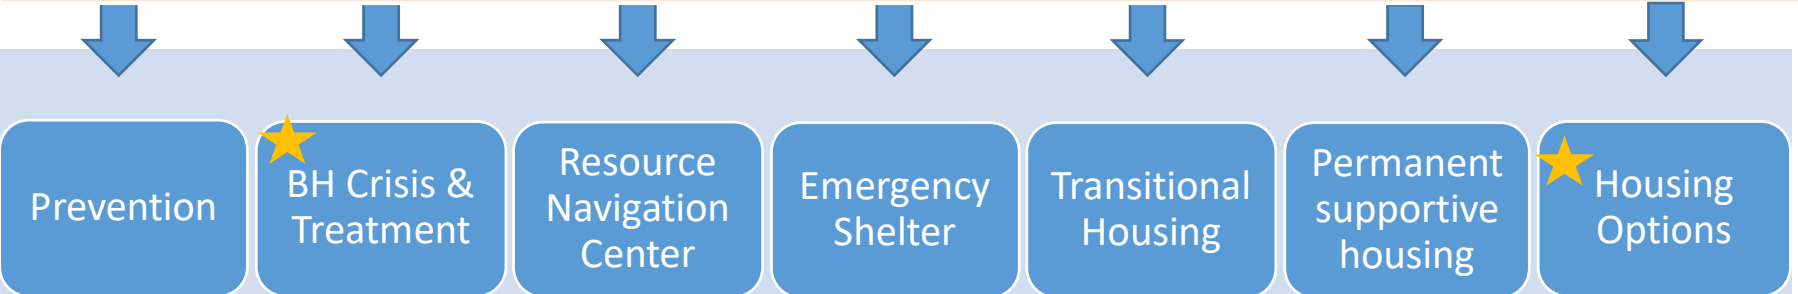 Prevention
BH Crisis &
Treatment
Resource
Navigation
Center
Emergency
Shelter
Transitional
Housing
Permanent
supportive
housing
Housing
Options